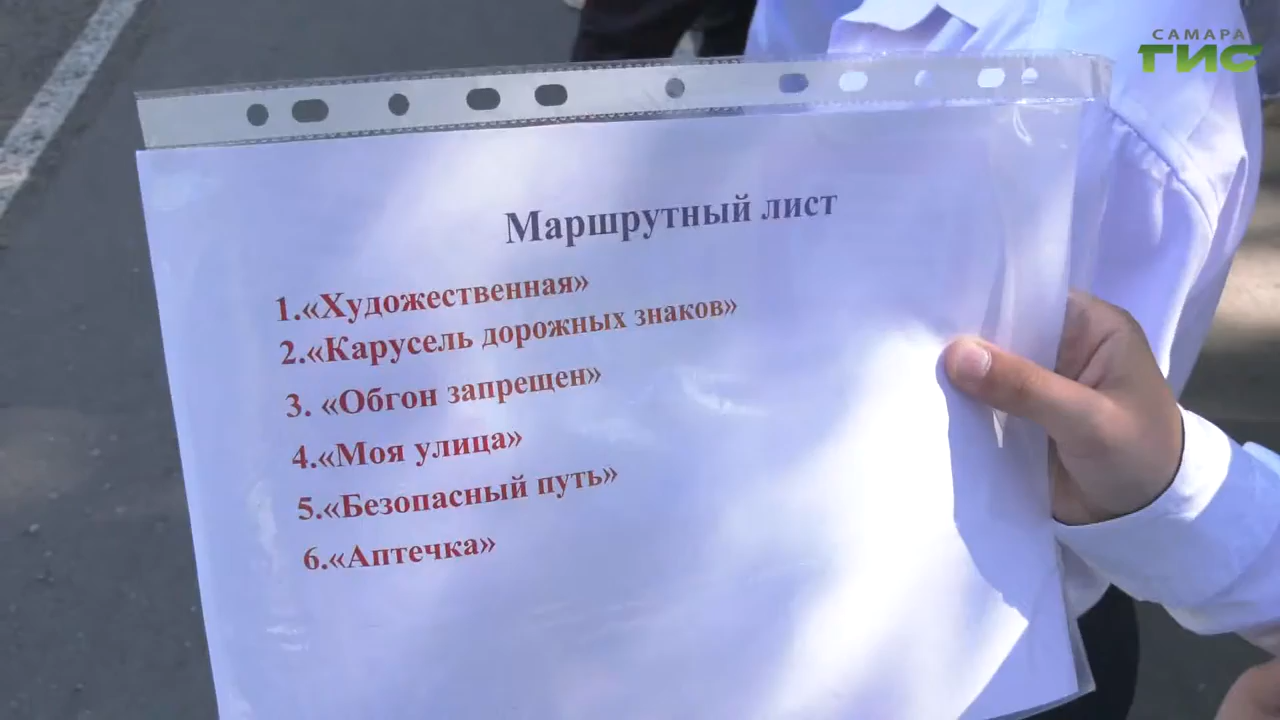 САМАРА
ГИС
Маршрутный лист
1.«Художественная»
2.«Карусель дорожных знаков»
3. «Обгон запрещен»
4.«Моя улица»
5.«Безопасный путь»
6.«Аптечка»